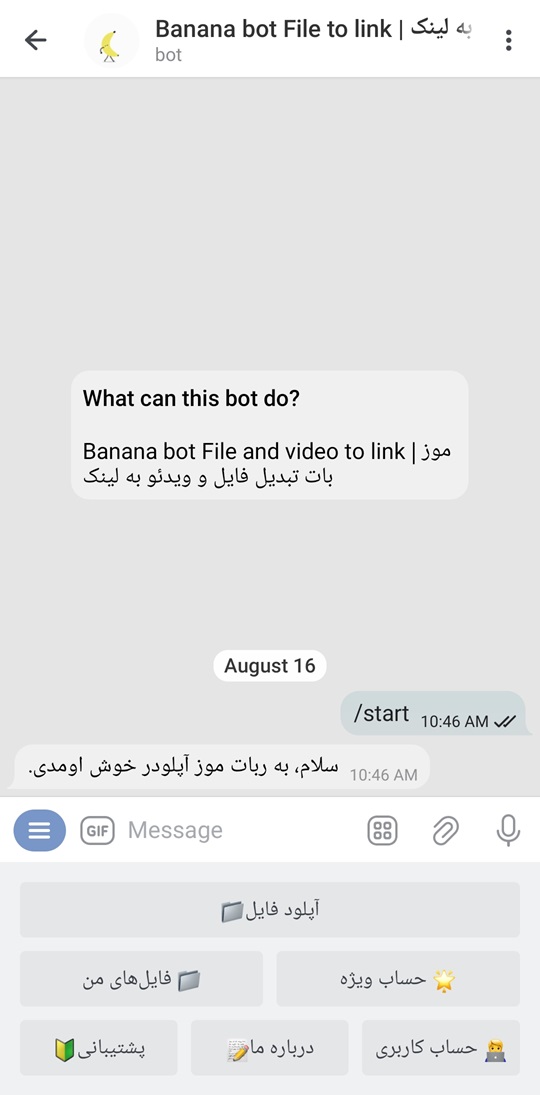 Banana bot File to link | به لینک
bot
What can this bot do?
Banana bot File and video to link | موز
بات تبدیل فایل و ویدئو به لینک
August 16
/start 10:46 AM
سلام، به ربات موز آپلودر خوش اومدی. 10:46 AM
GIF Message
آپلود فایل📁
🌟 حساب ویژه
📁 فایل‌های من
🧑‍💻 حساب کاربری
درباره ما📝
پشتیبانی🔰